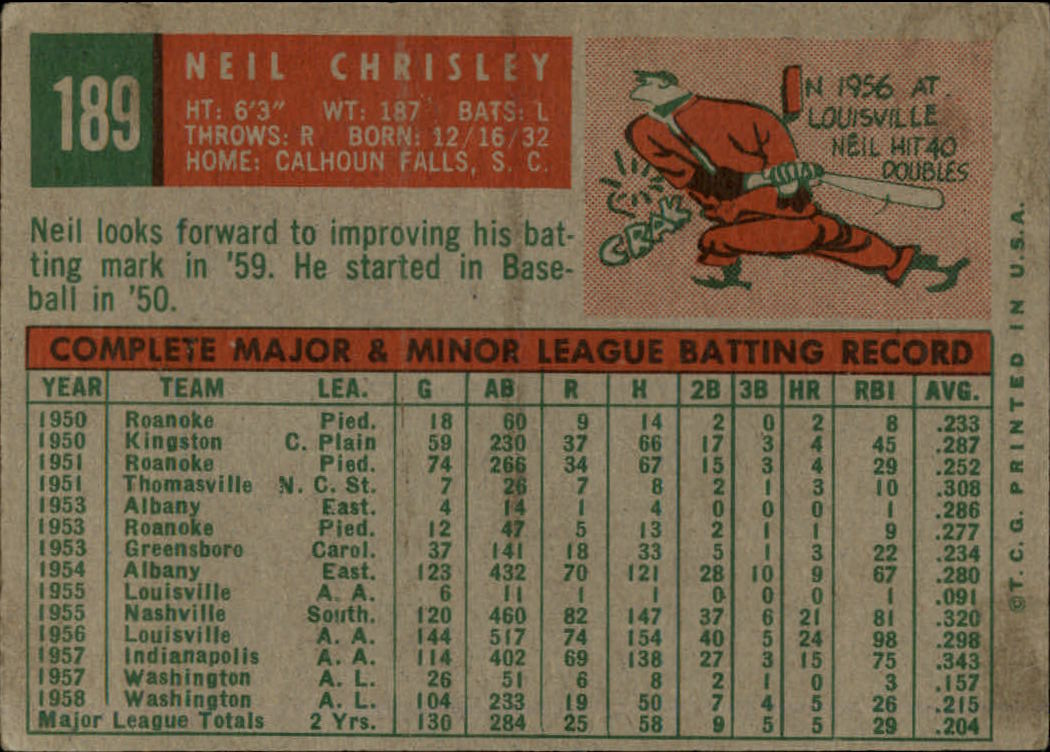 189
NEIL CHRISLEY
HT: 6'3" WT: 187 BATS: L
THROWS: R BORN: 12/16/32
HOME: CALHOUN FALLS, S. C.
Neil looks forward to improving his bat-
ting mark in '59. He started in Base-
ball in '50.
IN 1956 AT
LOUISVILLE
NEIL HIT 40
DOUBLES
CRAK
COMPLETE MAJOR & MINOR LEAGUE BATTING RECORD
YEAR TEAM LEA. G AB R H 2B 3B HR RBI AVG.
1950 Roanoke Pied. 18 60 9 14 2 0 2 8 .233
1950 Kingston C. Plain 59 230 37 66 17 3 4 45 .287
1951 Roanoke Pied. 74 266 34 67 15 3 4 29 .252
1951 Thomasville N. C. St. 7 26 7 8 2 1 3 10 .308
1953 Albany East. 4 14 1 4 0 0 0 1 .286
1953 Roanoke Pied. 12 47 5 13 2 1 1 9 .277
1953 Greensboro Carol. 37 141 18 33 5 1 3 22 .234
1954 Albany East. 123 432 70 121 28 10 9 67 .280
1955 Louisville A. A. 6 11 1 1 0 0 0 1 .091
1955 Nashville South. 120 460 82 147 37 6 21 81 .320
1956 Louisville A. A. 144 517 74 154 40 5 24 98 .298
1957 Indianapolis A. A. 114 402 69 138 27 3 15 75 .343
1957 Washington A. L. 26 51 6 8 2 1 0 3 .157
1958 Washington A. L. 104 233 19 50 7 4 5 26 .215
Major League Totals 2 Yrs. 130 284 25 58 9 5 5 29 .204
©T. C. G. PRINTED IN U.S.A.